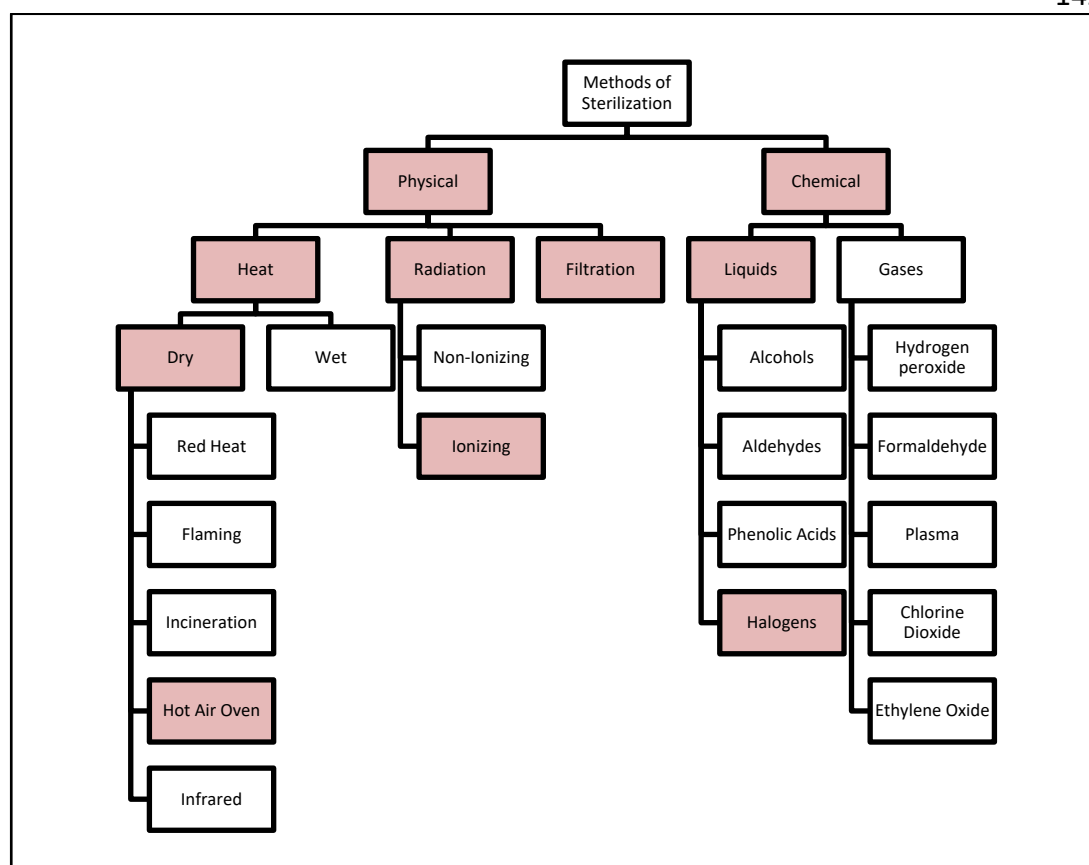 Methods of
Sterilization
Physical
Chemical
Heat
Radiation
Filtration
Liquids
Gases
Dry
Wet
Non-Ionizing
Alcohols
Hydrogen
peroxide
Red Heat
Ionizing
Aldehydes
Formaldehyde
Flaming
Phenolic Acids
Plasma
Incineration
Halogens
Chlorine
Dioxide
Hot Air Oven
Ethylene Oxide
Infrared